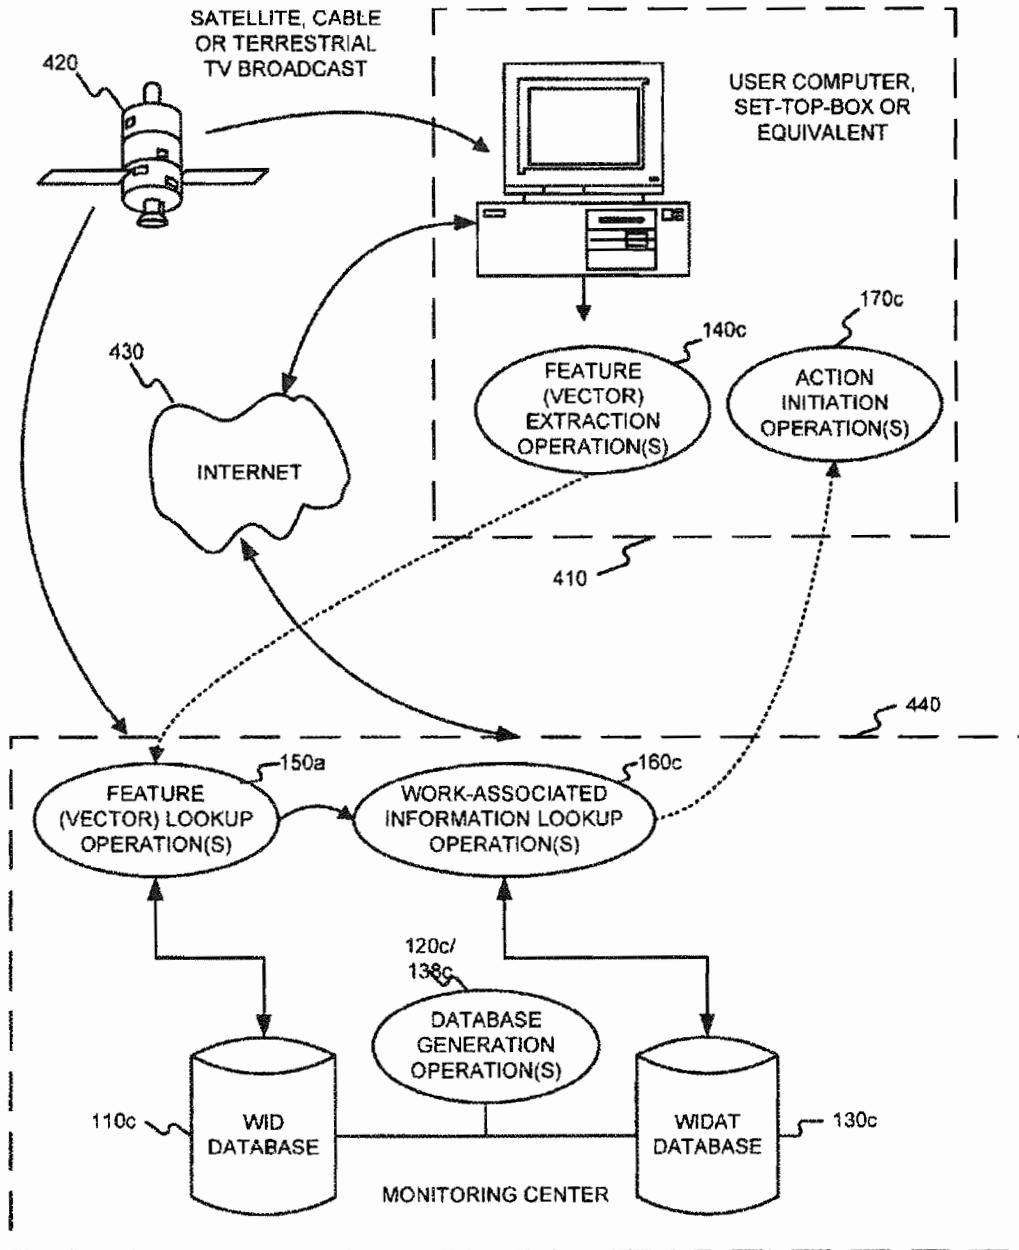 SATELLITE, CABLE
OR TERRESTRIAL
TV BROADCAST
420
USER COMPUTER,
SET-TOP-BOX OR
EQUIVALENT
170c
140c
430
FEATURE
(VECTOR)
EXTRACTION
OPERATION(S)
ACTION
INITIATION
OPERATION(S)
INTERNET
410
440
150a
160c
FEATURE
(VECTOR) LOOKUP
OPERATION(S)
WORK-ASSOCIATED
INFORMATION LOOKUP
OPERATION(S)
120c/
138c
DATABASE
GENERATION
OPERATION(S)
110c
WID
DATABASE
WIDAT
DATABASE
130c
MONITORING CENTER